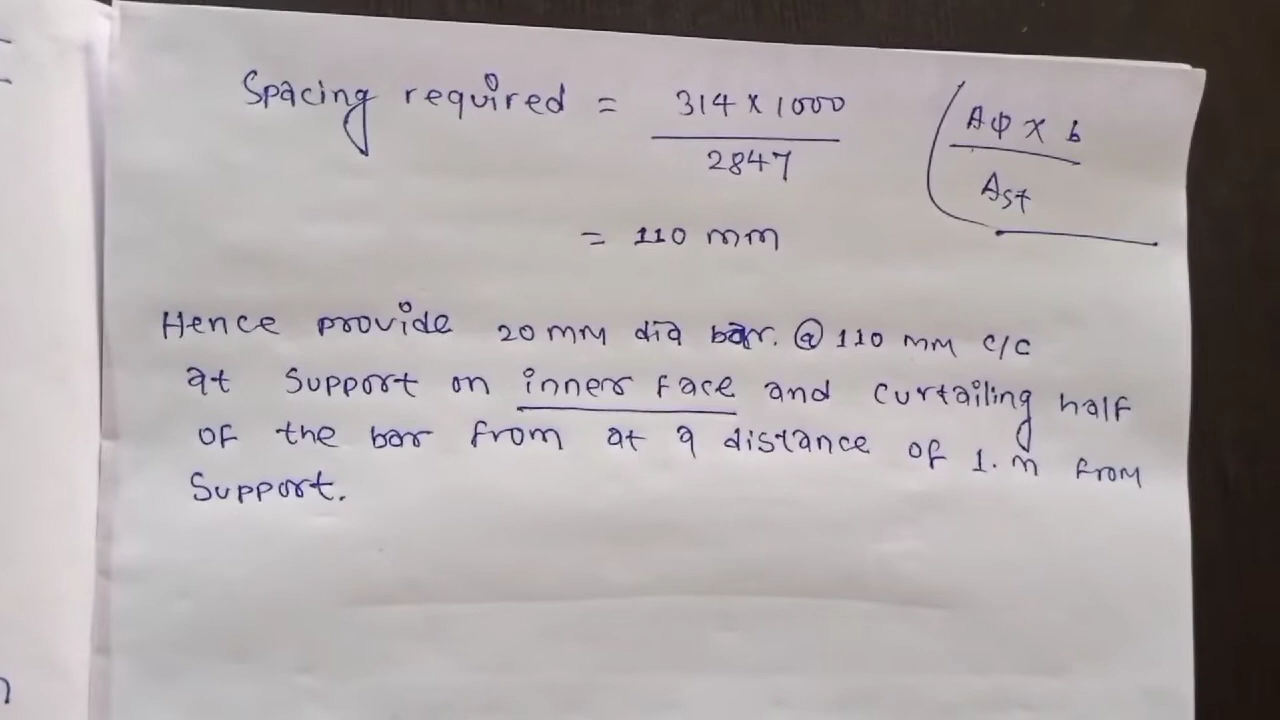 Spacing required = 314 x 1000 / 2847
(Aφ x b / Ast
= 110 mm
Hence provide 20 mm dia bar. @ 110 mm c/c
at support on inner face and curtailing half
of the bar from at a distance of 1. m from
support.